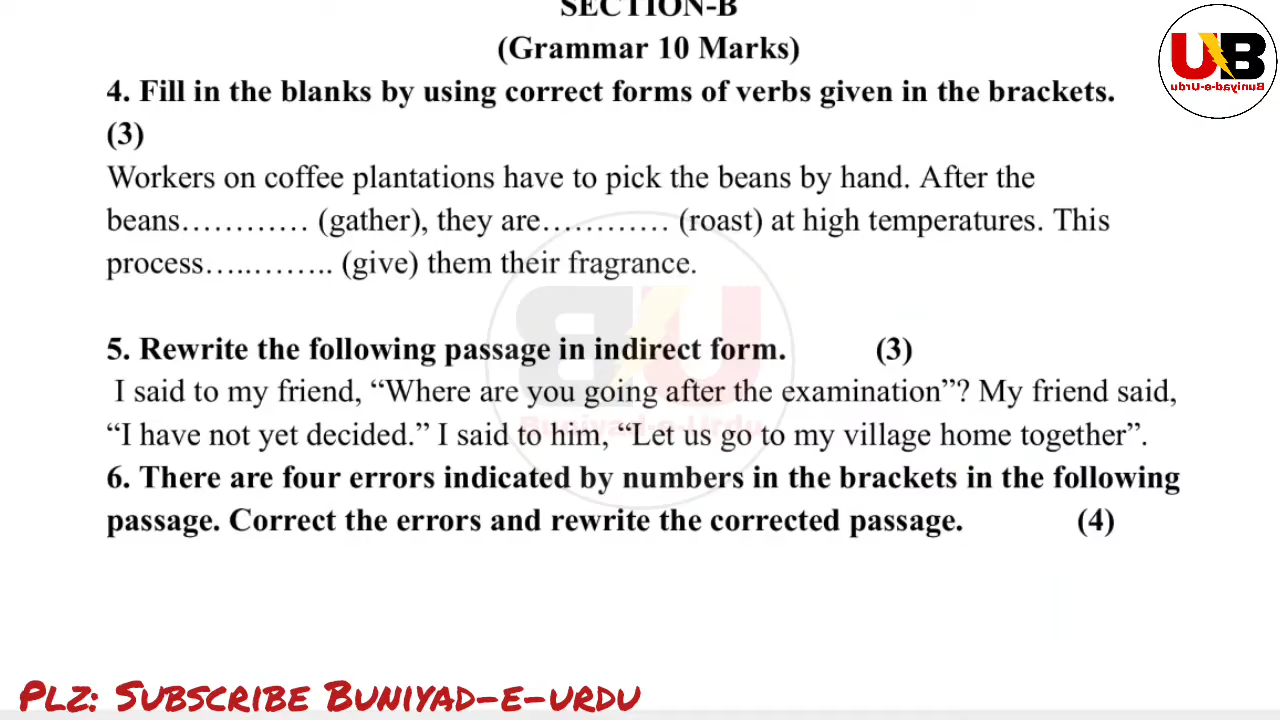 SECTION-B
(Grammar 10 Marks)
UB
Buniyad-e-Urdu
4. Fill in the blanks by using correct forms of verbs given in the brackets.
(3)
Workers on coffee plantations have to pick the beans by hand. After the
beans………… (gather), they are………… (roast) at high temperatures. This
process…..…….. (give) them their fragrance.
BU
Buniyad-e-Urdu
5. Rewrite the following passage in indirect form. (3)
I said to my friend, “Where are you going after the examination”? My friend said,
“I have not yet decided.” I said to him, “Let us go to my village home together”.
6. There are four errors indicated by numbers in the brackets in the following
passage. Correct the errors and rewrite the corrected passage. (4)
Plz: Subscribe Buniyad-e-urdu